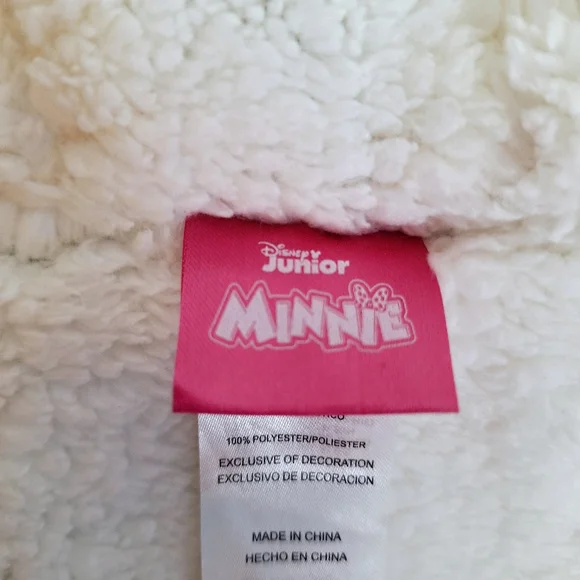 Disney
Junior
MINNIE
100% POLYESTER/POLIESTER
EXCLUSIVE OF DECORATION
EXCLUSIVO DE DECORACION
MADE IN CHINA
HECHO EN CHINA